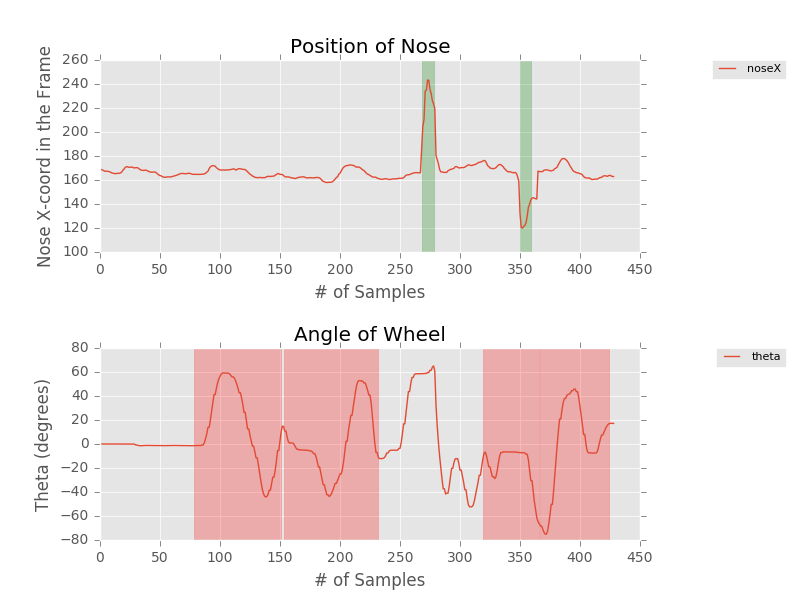 Position of Nose
Nose X-coord in the Frame
260
240
220
200
180
160
140
120
100
0 50 100 150 200 250 300 350 400 450
# of Samples
noseX
Angle of Wheel
Theta (degrees)
80
60
40
20
0
−20
−40
−60
−80
0 50 100 150 200 250 300 350 400 450
# of Samples
theta